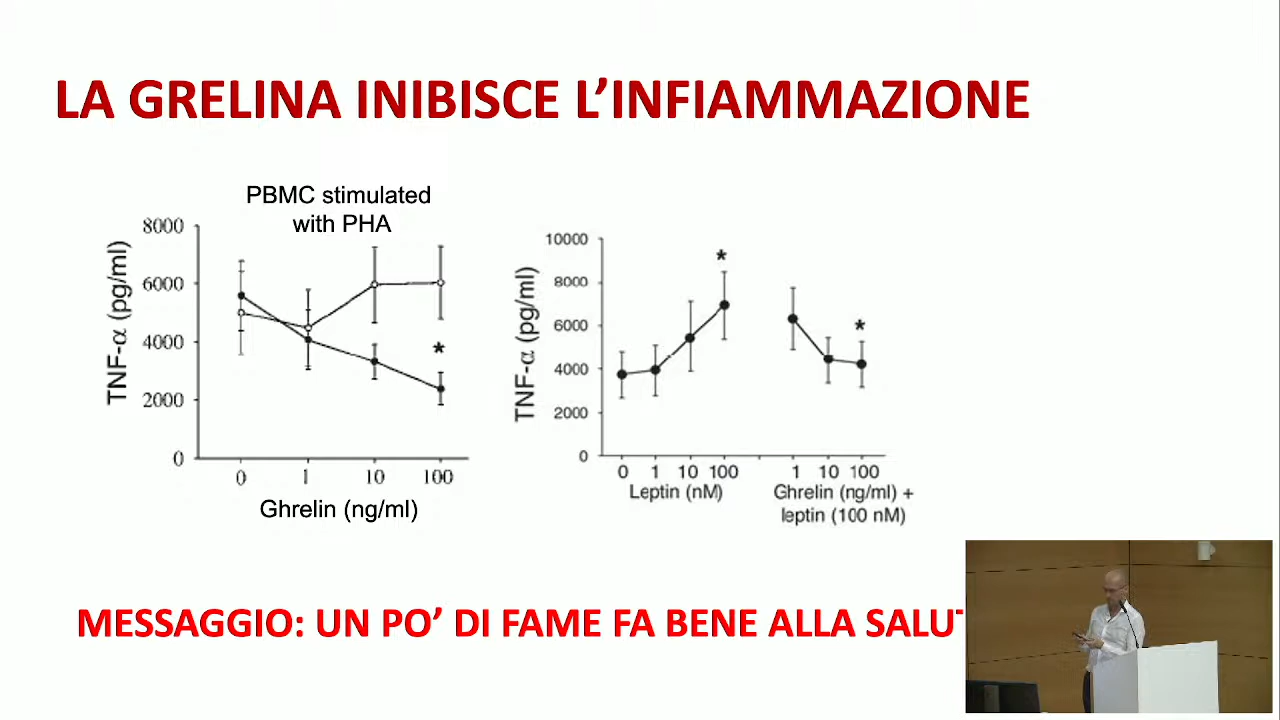 LA GRELINA INIBISCE L'INFIAMMAZIONE
PBMC stimulated
with PHA
TNF-α (pg/ml)
8000
6000
4000
2000
0
*
0 1 10 100
Ghrelin (ng/ml)
TNF-α (pg/ml)
10000
8000
6000
4000
2000
0
*
*
0 1 10 100
Leptin (nM)
1 10 100
Ghrelin (ng/ml) +
leptin (100 nM)
MESSAGGIO: UN PO' DI FAME FA BENE ALLA